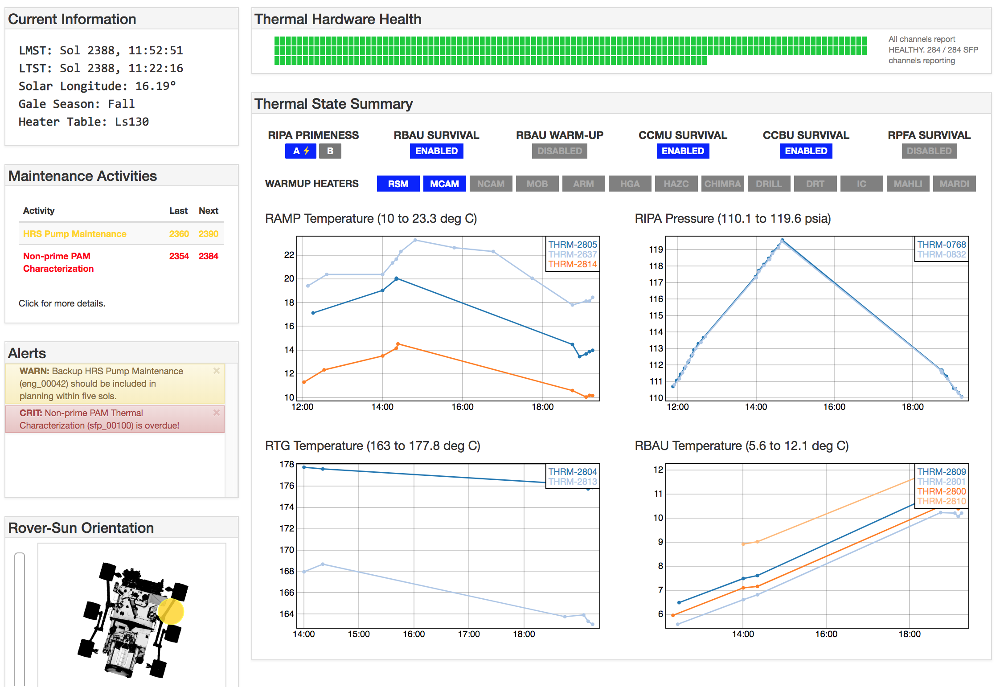 Current Information
LMST: Sol 2388, 11:52:51
LTST: Sol 2388, 11:22:16
Solar Longitude: 16.19°
Gale Season: Fall
Heater Table: Ls130
Maintenance Activities
Activity Last Next
HRS Pump Maintenance 2360 2390
Non-prime PAM 2354 2384
Characterization
Click for more details.
Alerts
WARN: Backup HRS Pump Maintenance ×
(eng_00042) should be included in
planning within five sols.
CRIT: Non-prime PAM Thermal ×
Characterization (sfp_00100) is overdue!
Rover-Sun Orientation
Thermal Hardware Health
All channels report
HEALTHY. 284 / 284 SFP
channels reporting
Thermal State Summary
RIPA PRIMENESS RBAU SURVIVAL RBAU WARM-UP CCMU SURVIVAL CCBU SURVIVAL RPFA SURVIVAL
A⚡ B ENABLED DISABLED ENABLED ENABLED DISABLED
WARMUP HEATERS RSM MCAM NCAM MOB ARM HGA HAZC CHIMRA DRILL DRT IC MAHLI MARDI
RAMP Temperature (10 to 23.3 deg C)
THRM-2805
THRM-2637
THRM-2814
22
20
18
16
14
12
10
12:00 14:00 16:00 18:00
RIPA Pressure (110.1 to 119.6 psia)
THRM-0768
THRM-0832
119
118
117
116
115
114
113
112
111
110
12:00 14:00 16:00 18:00
RTG Temperature (163 to 177.8 deg C)
THRM-2804
THRM-2813
178
176
174
172
170
168
166
164
14:00 15:00 16:00 17:00 18:00
RBAU Temperature (5.6 to 12.1 deg C)
THRM-2809
THRM-2801
THRM-2800
THRM-2810
12
11
10
9
8
7
6
14:00 16:00 18:00